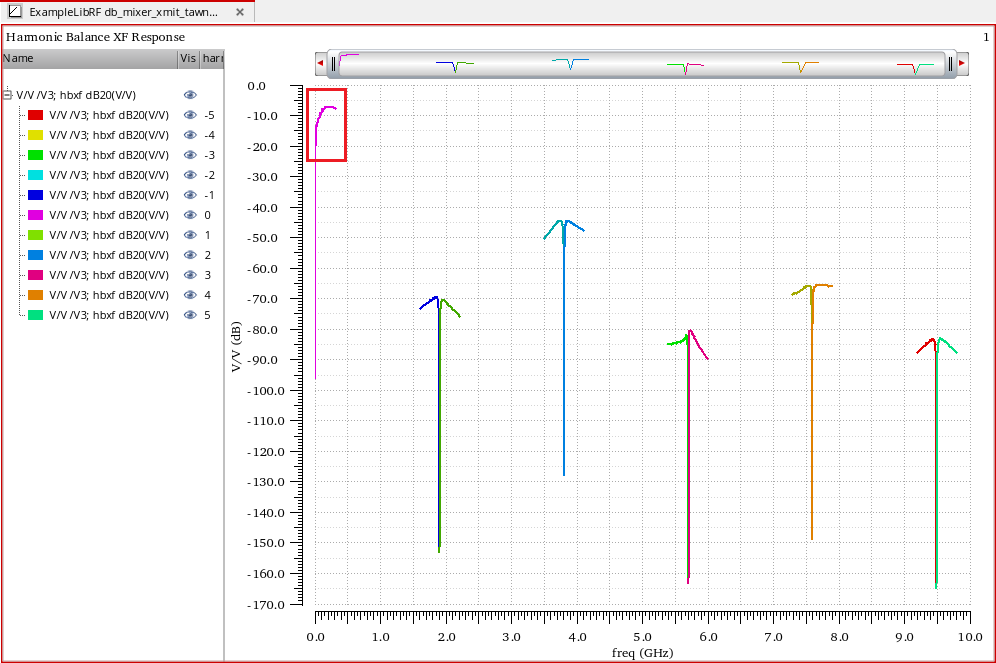 ExampleLibRF db_mixer_xmit_tawn...
Harmonic Balance XF Response 1
Name Vis harr
V/V /V3; hbxf dB20(V/V)
V/V /V3; hbxf dB20(V/V) -5
V/V /V3; hbxf dB20(V/V) -4
V/V /V3; hbxf dB20(V/V) -3
V/V /V3; hbxf dB20(V/V) -2
V/V /V3; hbxf dB20(V/V) -1
V/V /V3; hbxf dB20(V/V) 0
V/V /V3; hbxf dB20(V/V) 1
V/V /V3; hbxf dB20(V/V) 2
V/V /V3; hbxf dB20(V/V) 3
V/V /V3; hbxf dB20(V/V) 4
V/V /V3; hbxf dB20(V/V) 5
V/V (dB)
0.0
-10.0
-20.0
-30.0
-40.0
-50.0
-60.0
-70.0
-80.0
-90.0
-100.0
-110.0
-120.0
-130.0
-140.0
-150.0
-160.0
-170.0
0.0 1.0 2.0 3.0 4.0 5.0 6.0 7.0 8.0 9.0 10.0
freq (GHz)